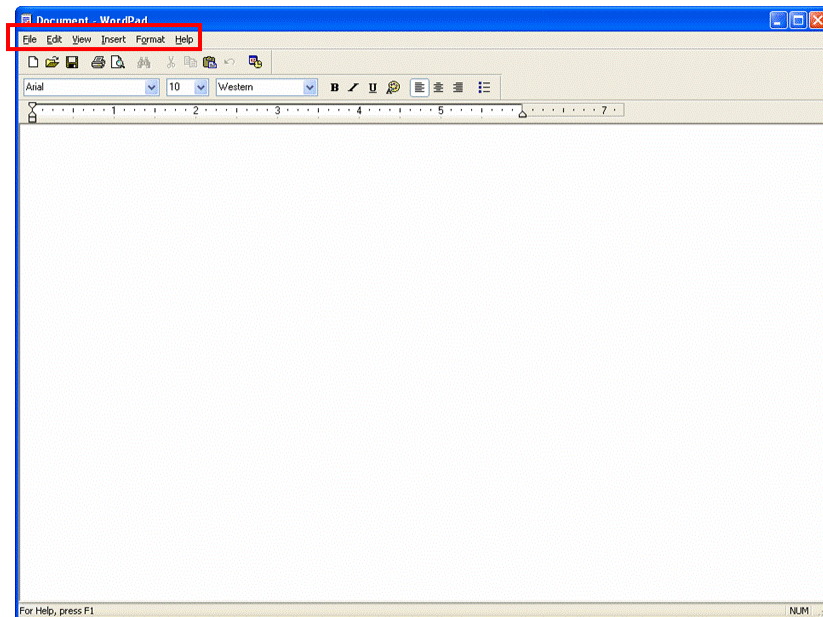 Document - WordPad
File Edit View Insert Format Help
Arial 10 Western B I U
1 2 3 4 5 7
For Help, press F1 NUM